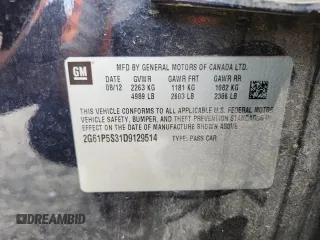 GM
MFD BY GENERAL MOTORS OF CANADA LTD.
DATE GVWR GAWR FRT GAWR RR
08/12 2263 KG 1181 KG 1082 KG
4989 LB 2603 LB 2386 LB
THIS VEHICLE CONFORMS TO ALL APPLICABLE U.S. FEDERAL MOTOR
VEHICLE SAFETY, BUMPER, AND THEFT PREVENTION STANDARDS IN
EFFECT ON THE DATE OF MANUFACTURE SHOWN ABOVE.
2G61P5S31D9129514 TYPE: PASS CAR
DREAMBID